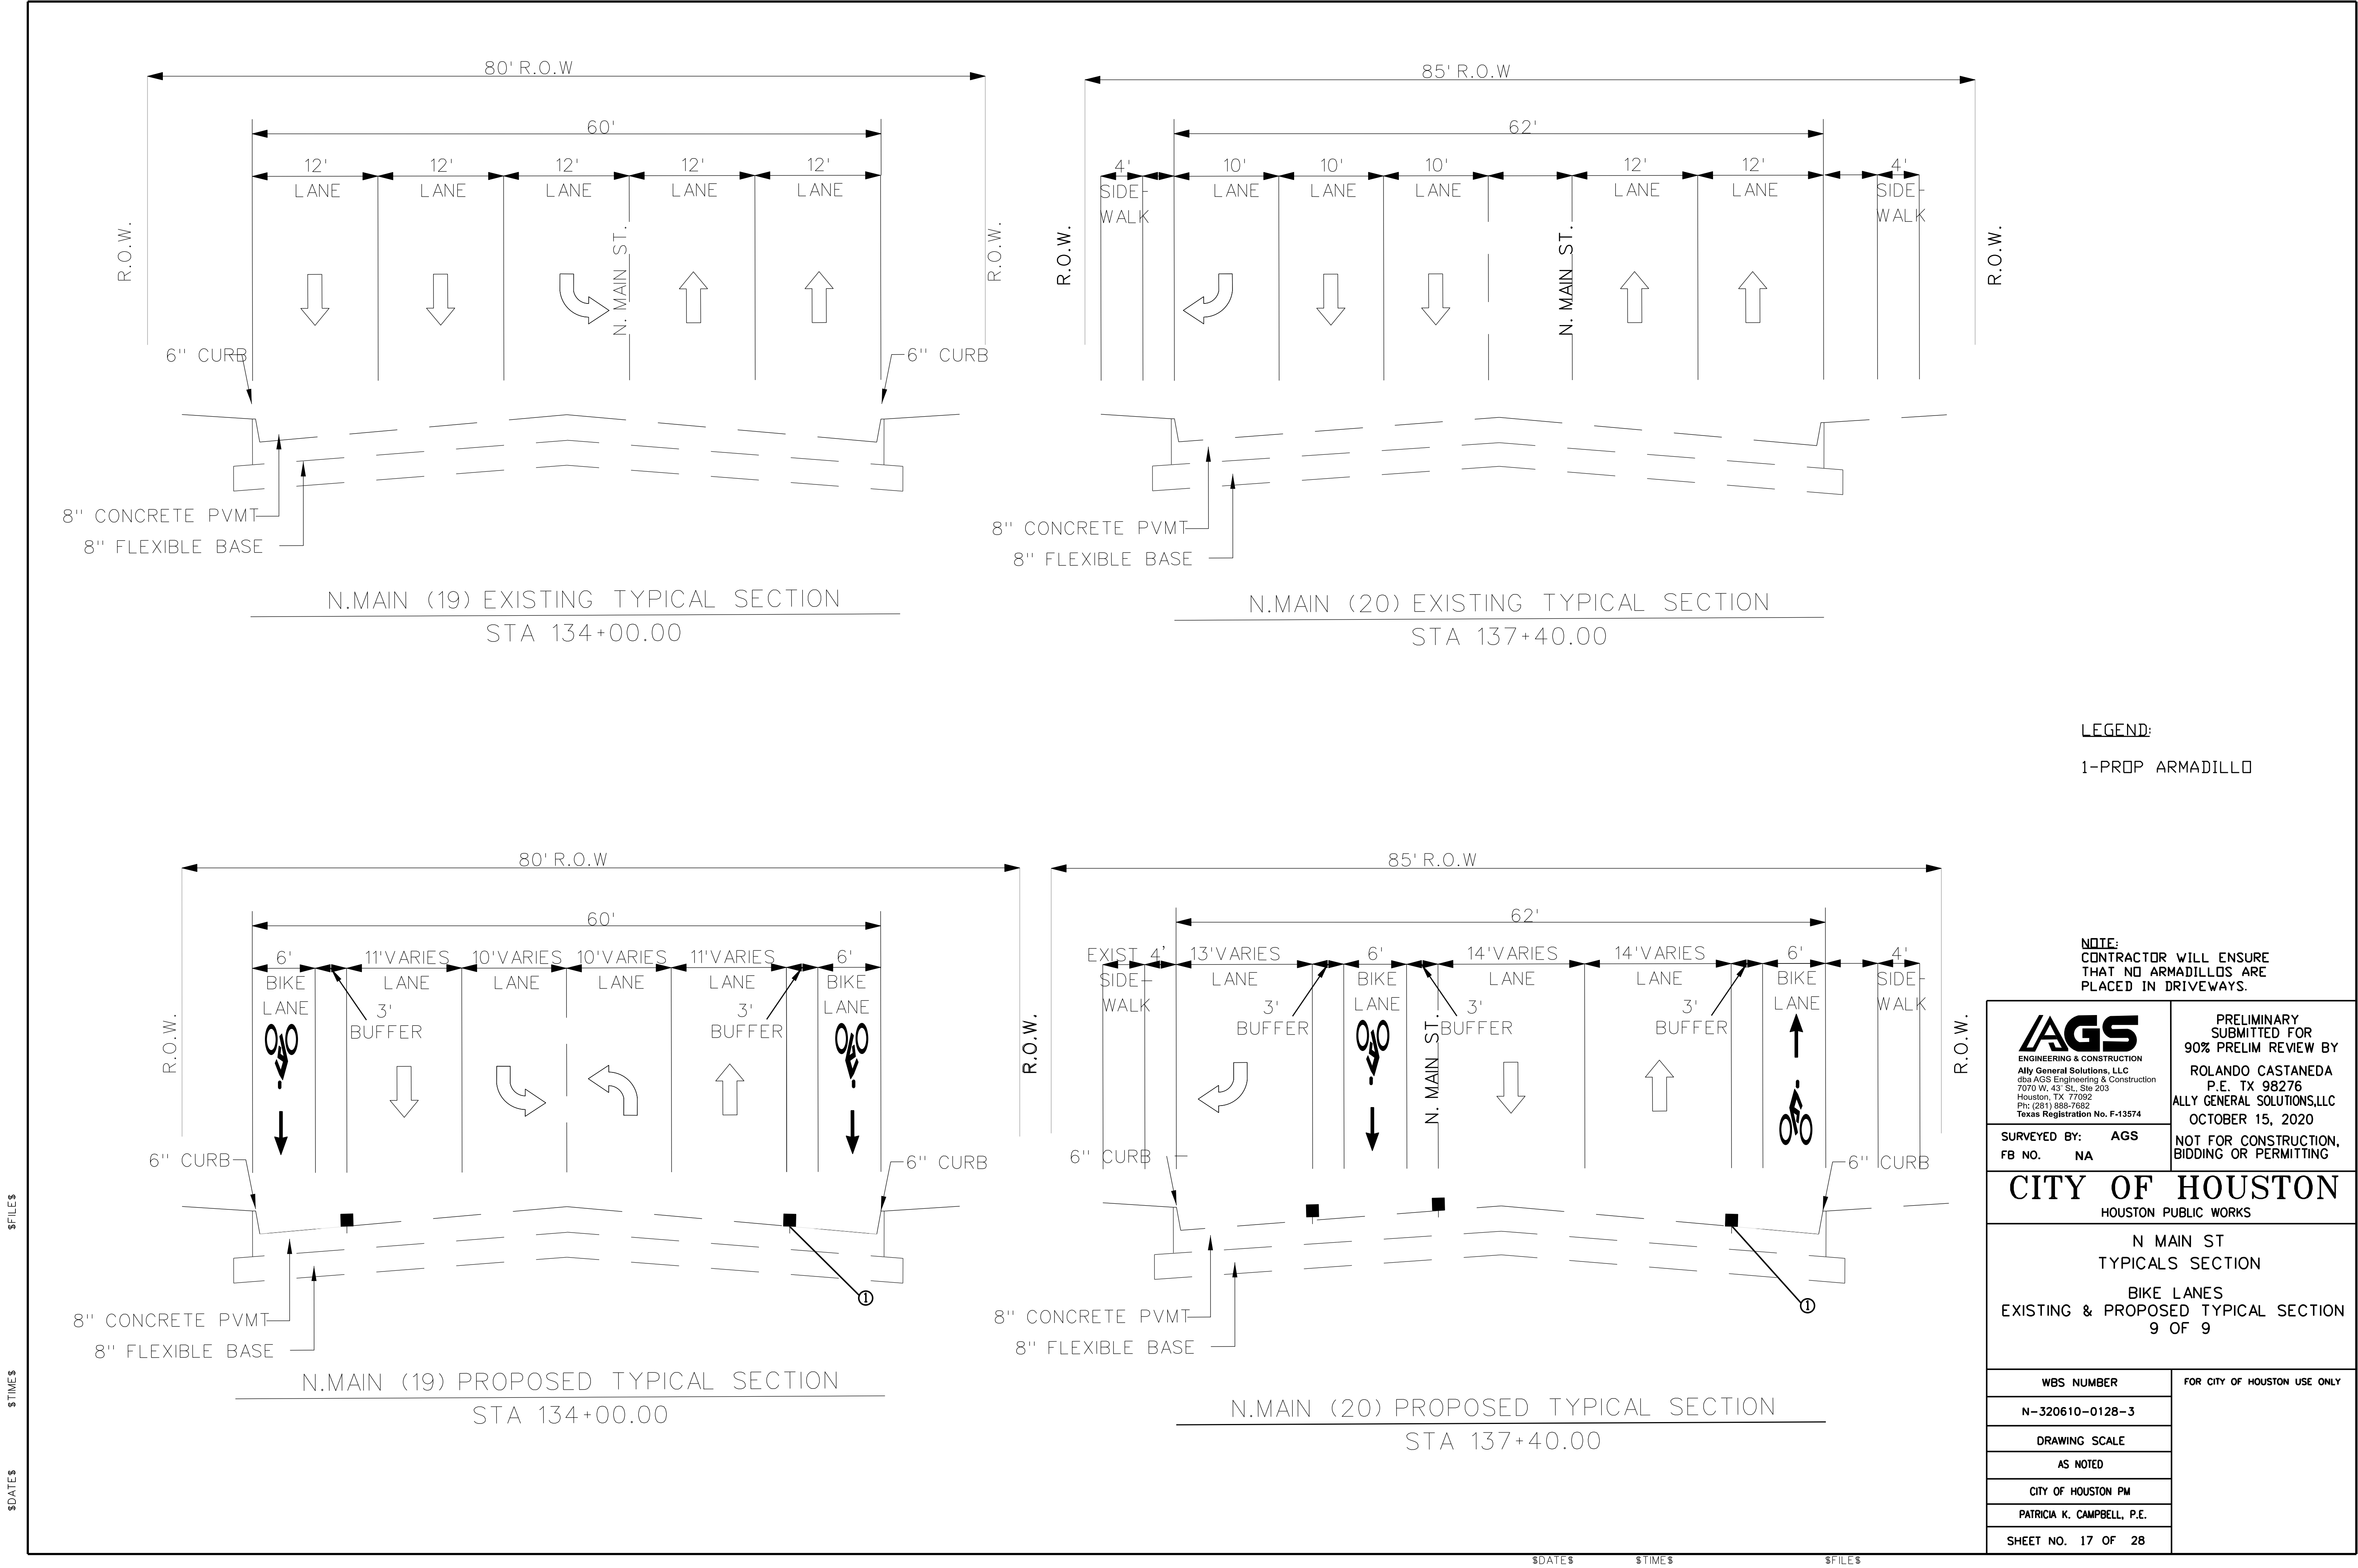 80' R.O.W
60'
12' 12' 12' 12' 12'
LANE LANE LANE LANE LANE
R.O.W.
N. MAIN ST.
R.O.W.
6'' CURB
6'' CURB
8'' CONCRETE PVMT
8'' FLEXIBLE BASE
N.MAIN (19) EXISTING TYPICAL SECTION
STA 134+00.00
85' R.O.W
62'
4' 10' 10' 10' 12' 12' 4'
SIDE- LANE LANE LANE LANE LANE SIDE-
WALK WALK
R.O.W.
N. MAIN ST.
R.O.W.
8'' CONCRETE PVMT
8'' FLEXIBLE BASE
N.MAIN (20) EXISTING TYPICAL SECTION
STA 137+40.00
LEGEND:
1-PROP ARMADILLO
80' R.O.W
60'
6' 11'VARIES 10'VARIES 10'VARIES 11'VARIES 6'
BIKE LANE LANE LANE LANE BIKE
LANE LANE
3' 3'
BUFFER BUFFER
R.O.W.
R.O.W.
6'' CURB
6'' CURB
1
8'' CONCRETE PVMT
8'' FLEXIBLE BASE
N.MAIN (19) PROPOSED TYPICAL SECTION
STA 134+00.00
85' R.O.W
62'
EXIST 4' 13'VARIES 6' 14'VARIES 14'VARIES 6' 4'
SIDE- LANE BIKE LANE LANE BIKE SIDE-
WALK LANE LANE WALK
3' 3' 3'
BUFFER BUFFER BUFFER
N. MAIN ST.
R.O.W.
6'' CURB
6'' CURB
1
8'' CONCRETE PVMT
8'' FLEXIBLE BASE
N.MAIN (20) PROPOSED TYPICAL SECTION
STA 137+40.00
NOTE:
CONTRACTOR WILL ENSURE
THAT NO ARMADILLOS ARE
PLACED IN DRIVEWAYS.
AGS
ENGINEERING & CONSTRUCTION
Ally General Solutions, LLC
dba AGS Engineering & Construction
7070 W, 43" St., Ste 203
Houston, TX 77092
Ph: (281) 888-7682
Texas Registration No. F-13574
PRELIMINARY
SUBMITTED FOR
90% PRELIM REVIEW BY
ROLANDO CASTANEDA
P.E. TX 98276
ALLY GENERAL SOLUTIONS,LLC
OCTOBER 15, 2020
NOT FOR CONSTRUCTION,
BIDDING OR PERMITTING
SURVEYED BY: AGS
FB NO. NA
CITY OF HOUSTON
HOUSTON PUBLIC WORKS
N MAIN ST
TYPICALS SECTION
BIKE LANES
EXISTING & PROPOSED TYPICAL SECTION
9 OF 9
WBS NUMBER
N-320610-0128-3
DRAWING SCALE
AS NOTED
CITY OF HOUSTON PM
PATRICIA K. CAMPBELL, P.E.
SHEET NO. 17 OF 28
FOR CITY OF HOUSTON USE ONLY
$FILE$
$TIME$
$DATE$
$DATE$ $TIME$ $FILE$